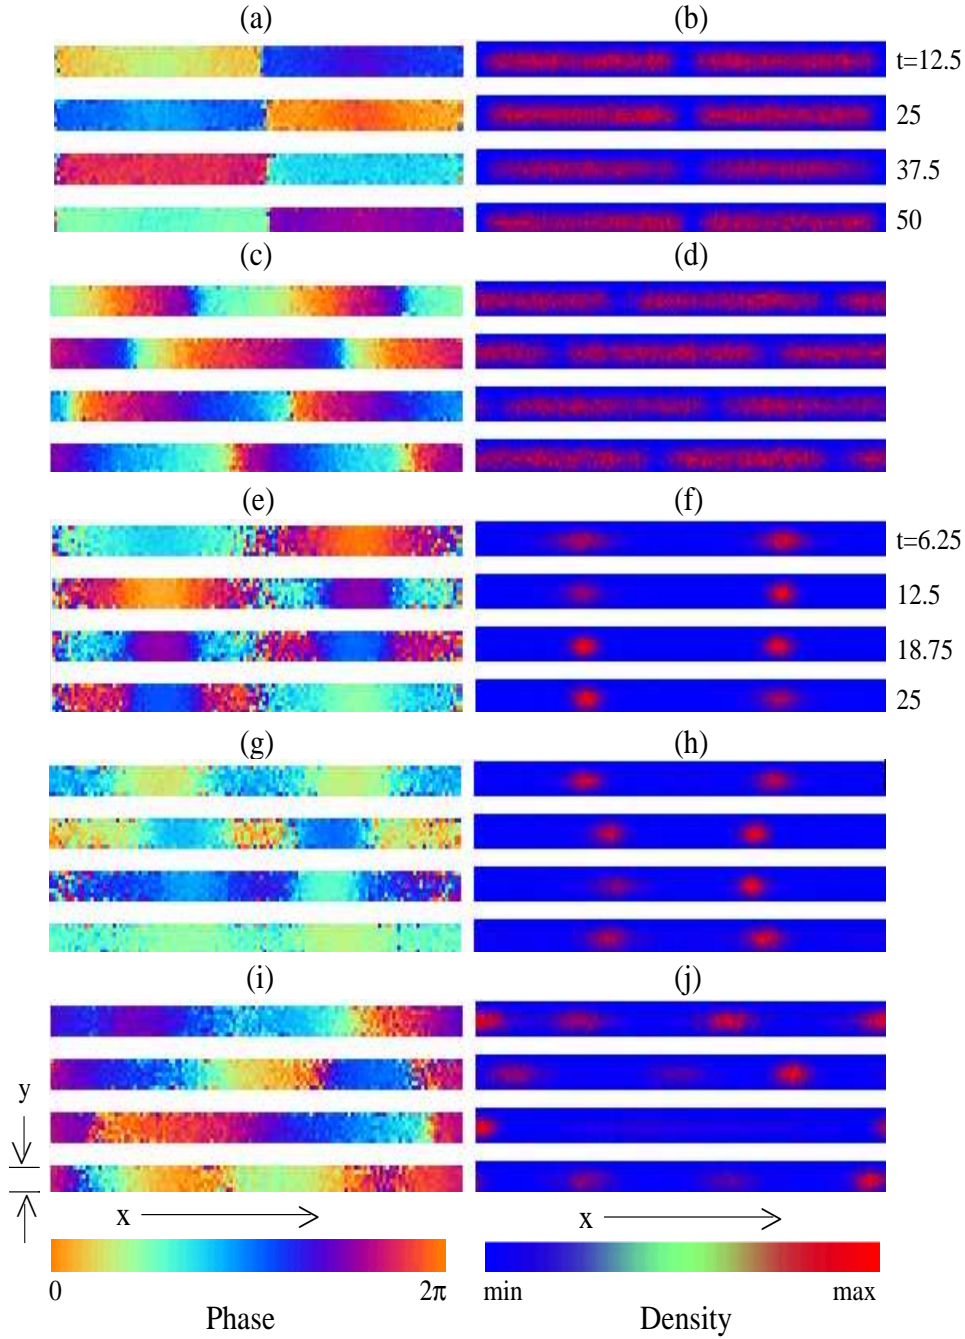 (a) (b)
t=12.5
25
37.5
50
(c) (d)
(e) (f)
t=6.25
12.5
18.75
25
(g) (h)
(i) (j)
y
x x
0 2π min max
Phase Density